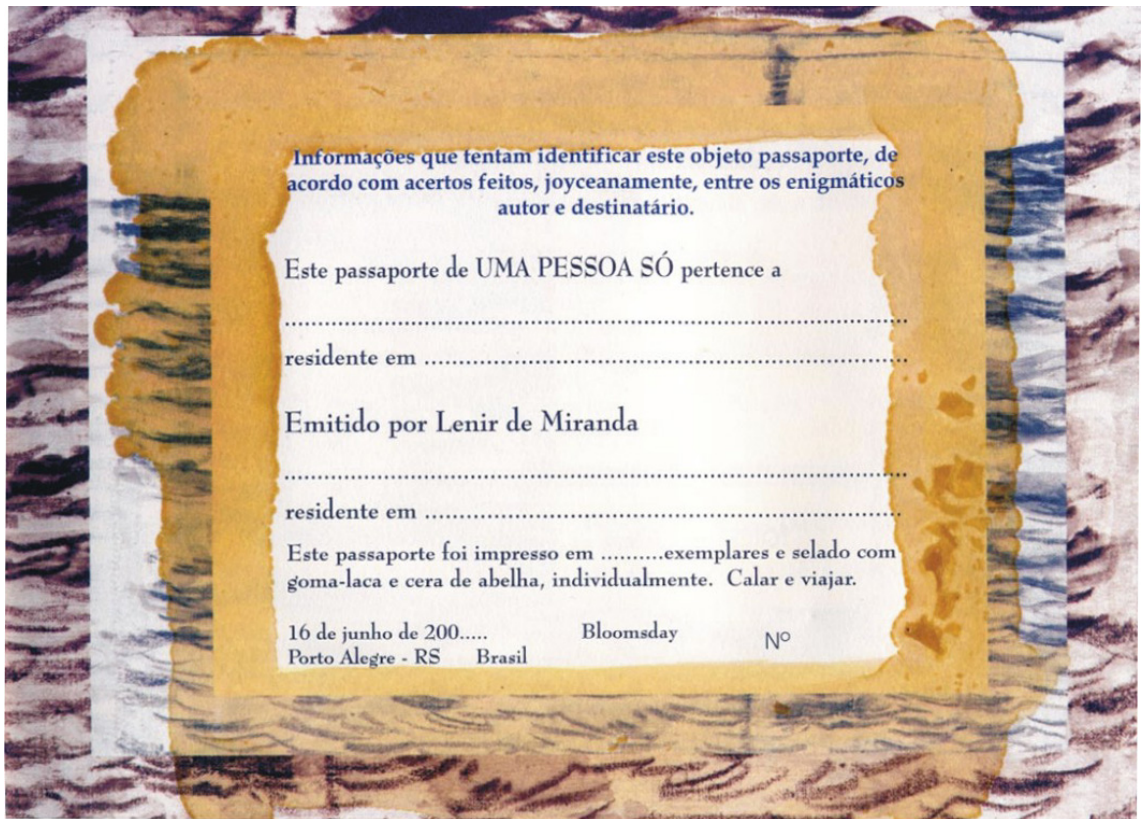 Informações que tentam identificar este objeto passaporte, de
acordo com acertos feitos, joyceanamente, entre os enigmáticos
autor e destinatário.
Este passaporte de UMA PESSOA SÓ pertence a
..........................................................................................................
residente em ................................................................................
Emitido por Lenir de Miranda
..........................................................................................................
residente em ................................................................................
Este passaporte foi impresso em ..........exemplares e selado com
goma-laca e cera de abelha, individualmente. Calar e viajar.
16 de junho de 200..... Bloomsday Nº
Porto Alegre - RS Brasil